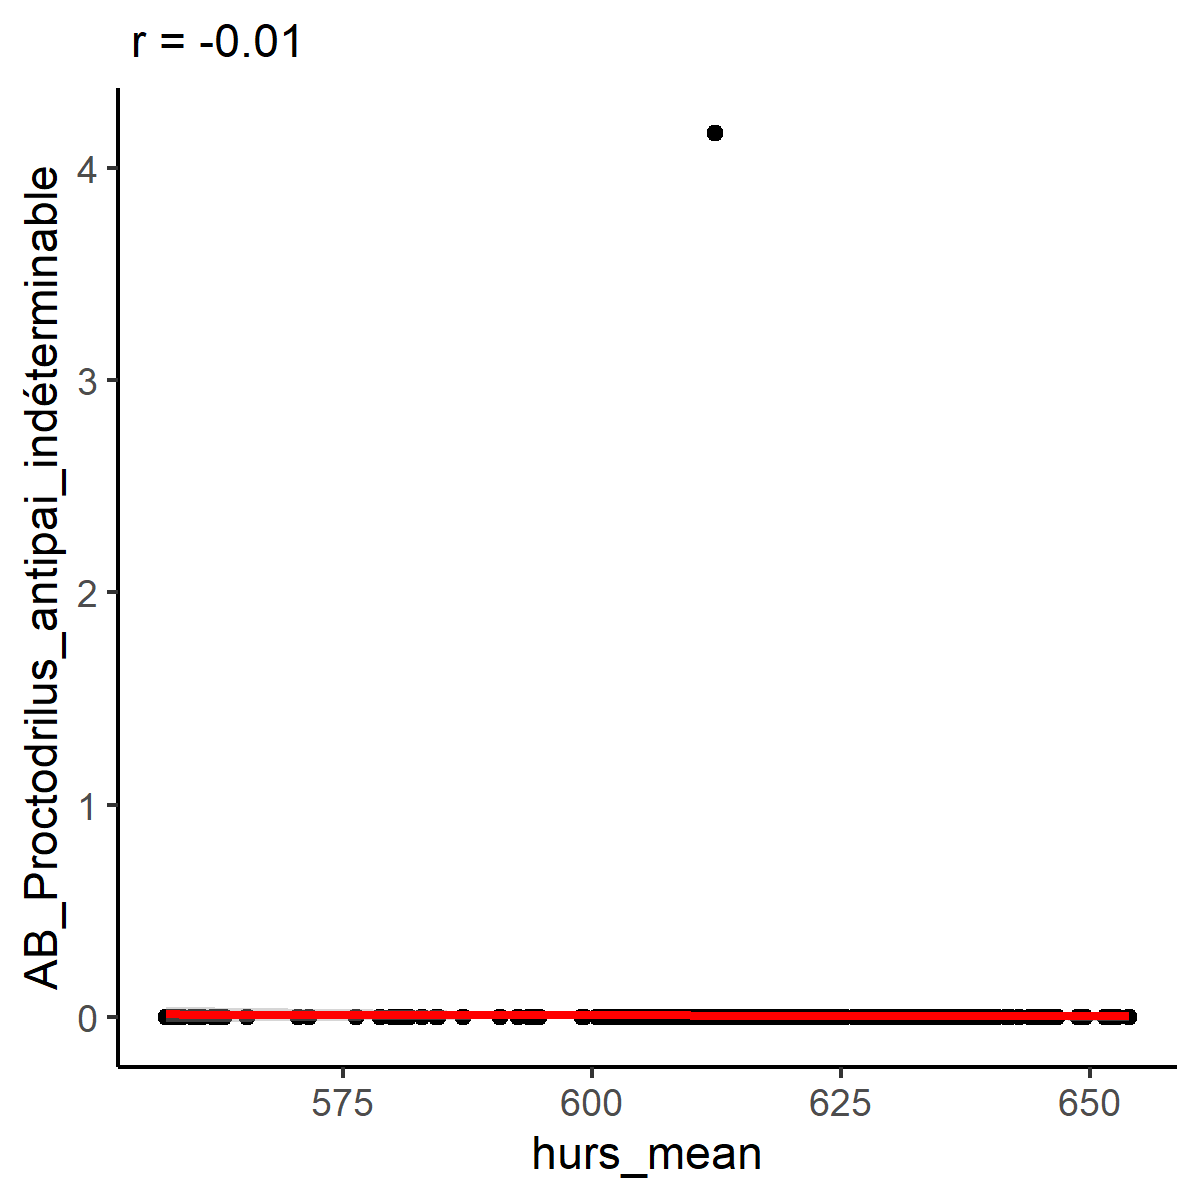 r = -0.01
AB_Proctodrilus_antipai_indéterminable
4
3
2
1
0
575 600 625 650
hurs_mean